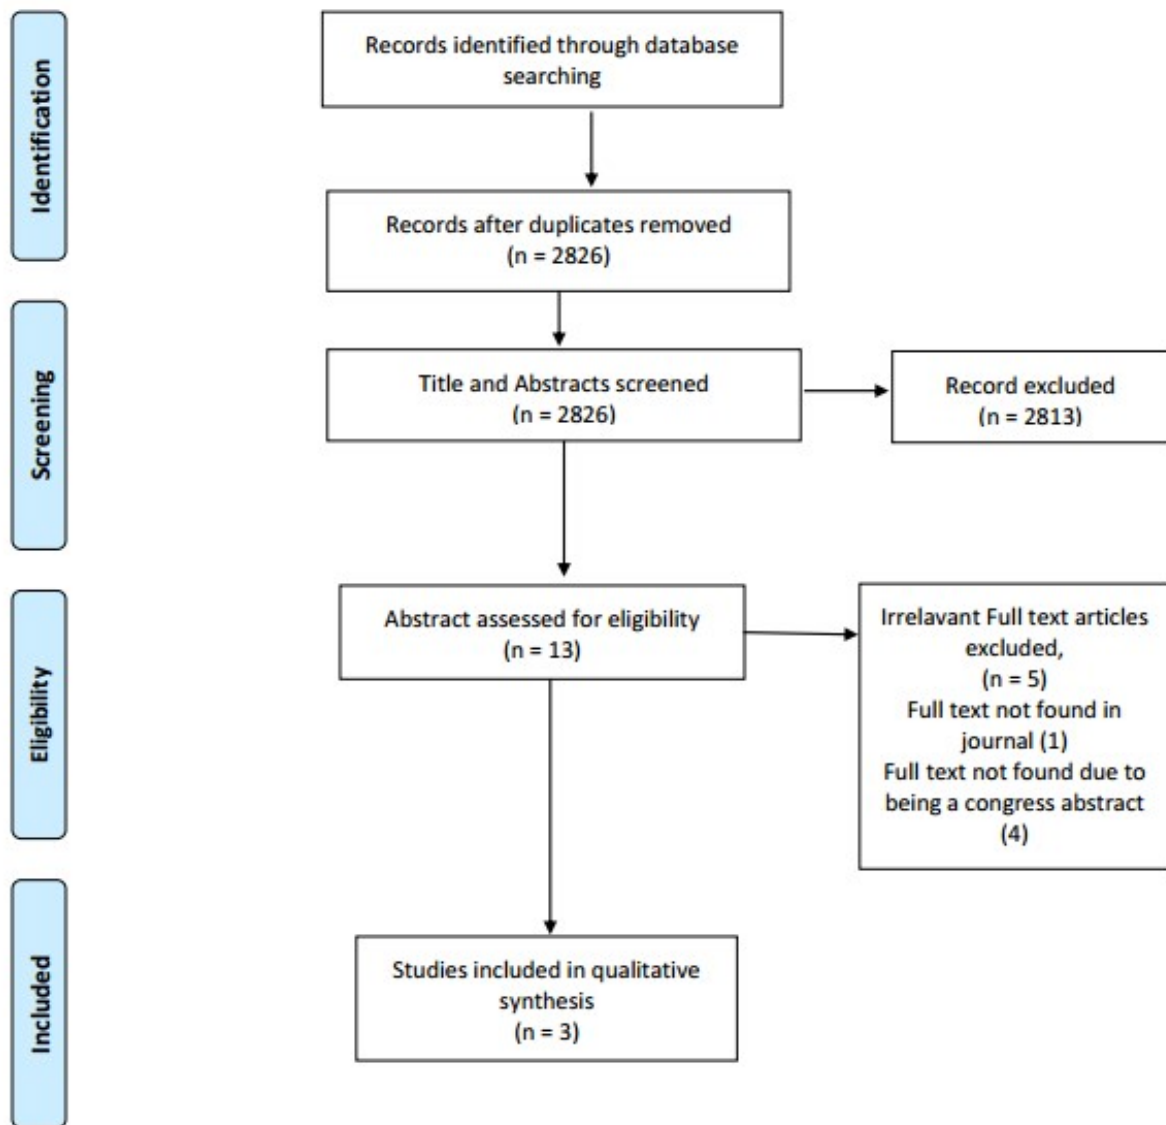 Identification
Records identified through database
searching
Records after duplicates removed
(n = 2826)
Screening
Title and Abstracts screened
(n = 2826)
Record excluded
(n = 2813)
Eligibility
Abstract assessed for eligibility
(n = 13)
Irrelavant Full text articles
excluded,
(n = 5)
Full text not found in
journal (1)
Full text not found due to
being a congress abstract
(4)
Included
Studies included in qualitative
synthesis
(n = 3)